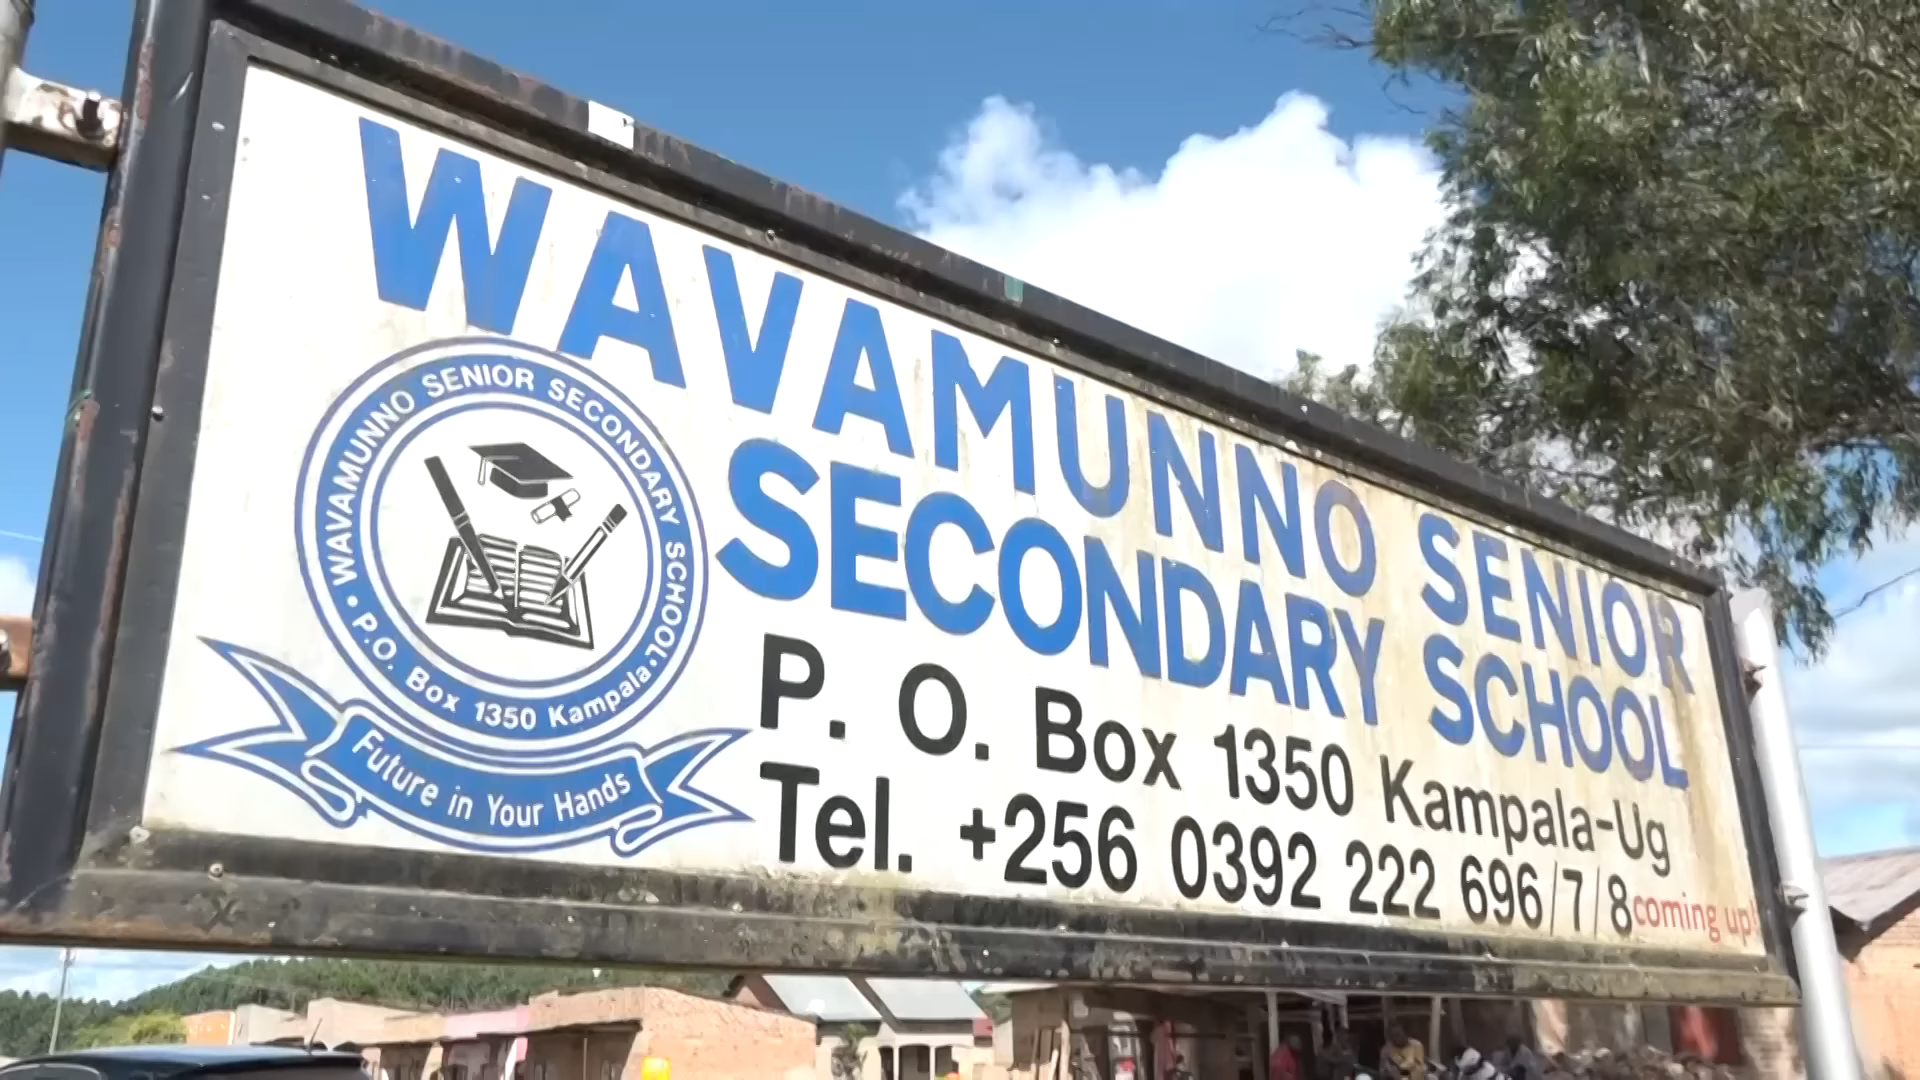 WAVAMUNNO SENIOR
SECONDARY SCHOOL
P. O. Box 1350 Kampala-Ug
Tel. +256 0392 222 696/7/8
coming up!
WAVAMUNNO SENIOR SECONDARY SCHOOL
• P.O. Box 1350 Kampala •
Future in Your Hands